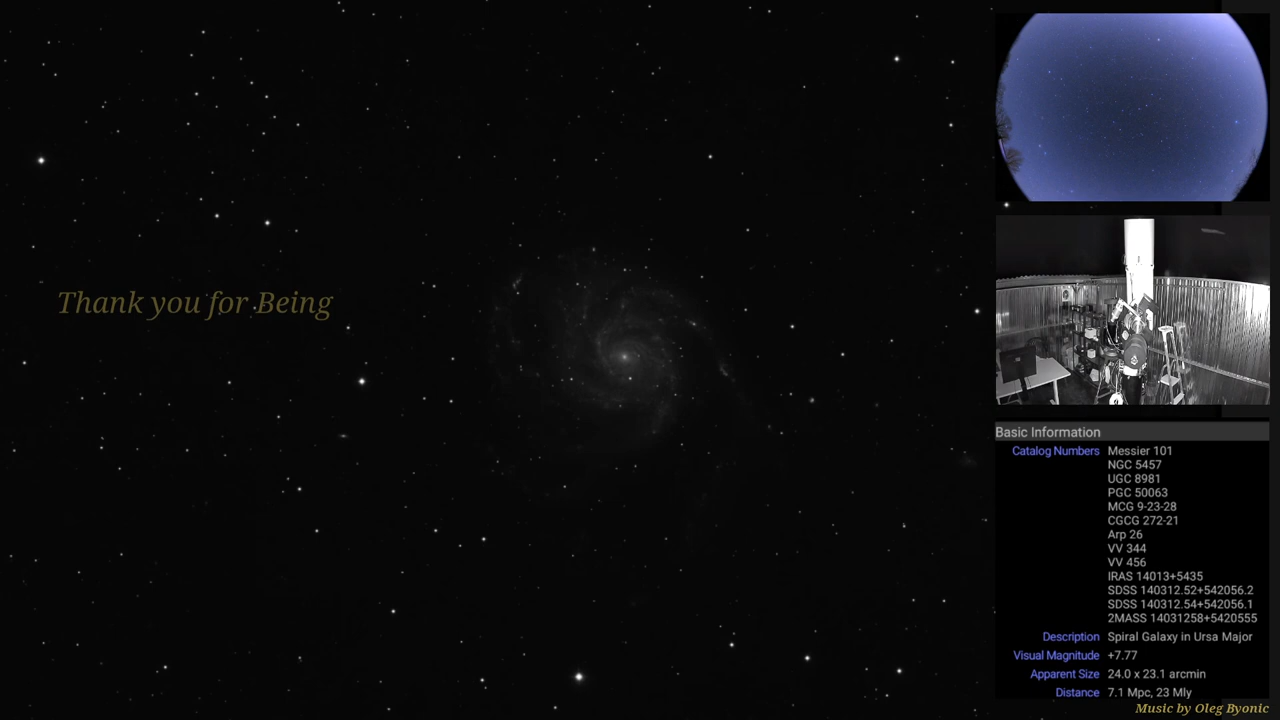 Thank you for Being
Basic Information
Catalog Numbers Messier 101
NGC 5457
UGC 8981
PGC 50063
MCG 9-23-28
CGCG 272-21
Arp 26
VV 344
VV 456
IRAS 14013+5435
SDSS 140312.52+542056.2
SDSS 140312.54+542056.1
2MASS 14031258+5420555
Description Spiral Galaxy in Ursa Major
Visual Magnitude +7.77
Apparent Size 24.0 x 23.1 arcmin
Distance 7.1 Mpc, 23 Mly
Music by Oleg Byonic